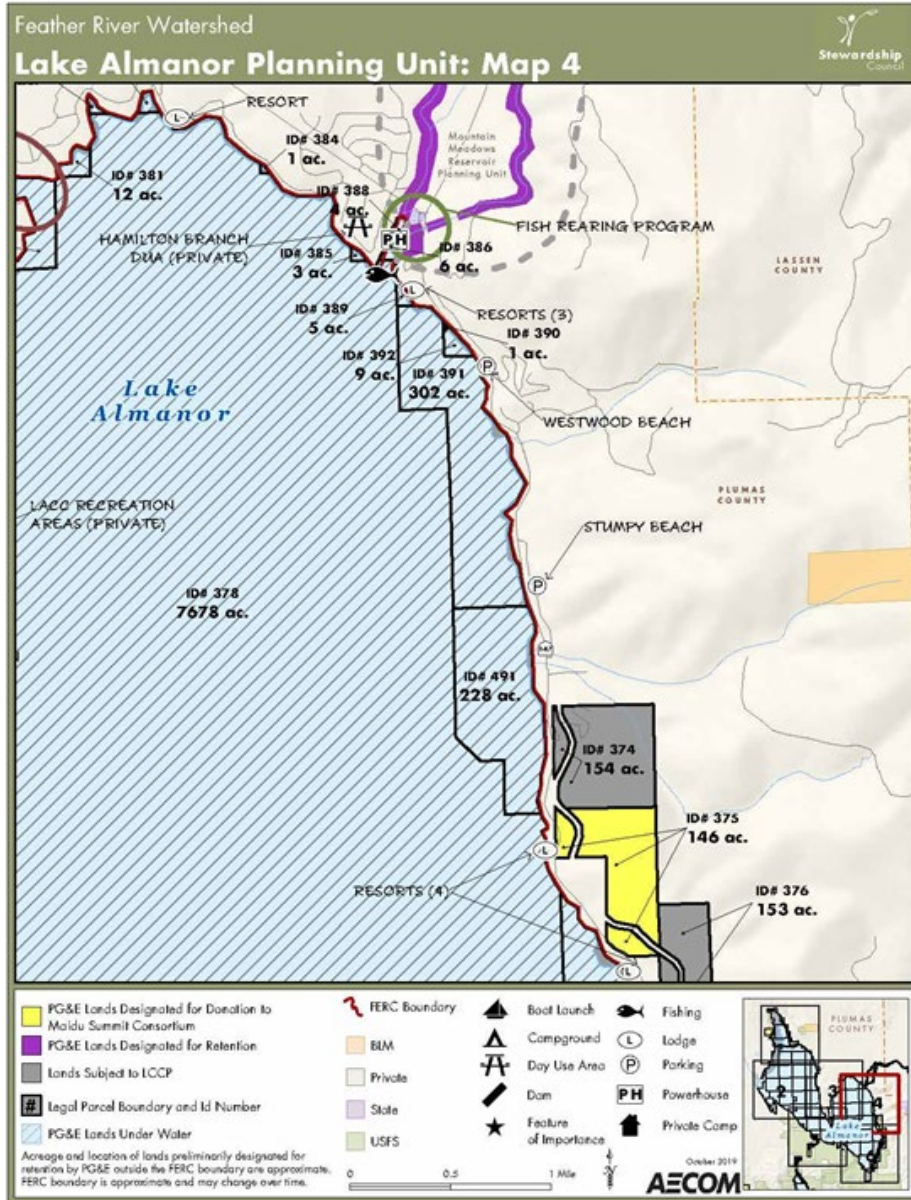 Feather River Watershed
Lake Almanor Planning Unit: Map 4
Stewardship
Council
RESORT
ID# 384
1 ac.
Mountain
Meadows
Reservoir
Planning Unit
ID# 381
12 ac.
ID# 388
ac.
FISH REARING PROGRAM
HAMILTON BRANCH
DUA (PRIVATE)
PH
ID# 385
3 ac.
ID# 386
6 ac.
LASSEN
COUNTY
L
L
ID# 389
5 ac.
RESORTS (3)
ID# 390
1 ac.
ID# 392
9 ac.
ID# 391
302 ac.
P
Lake
Almanor
WESTWOOD BEACH
PLUMAS
COUNTY
LACC RECREATION
AREAS (PRIVATE)
STUMPY BEACH
P
ID# 378
7678 ac.
147
ID# 491
228 ac.
ID# 374
154 ac.
ID# 375
146 ac.
L
RESORTS (4)
ID# 376
153 ac.
L
PG&E Lands Designated for Donation to
Maidu Summit Consortium
PG&E Lands Designated for Retention
Lands Subject to LCCP
# Legal Parcel Boundary and Id Number
PG&E Lands Under Water
Acreage and location of lands preliminarily designated for
retention by PG&E outside the FERC boundary are approximate.
FERC boundary is approximate and may change over time.
FERC Boundary
BLM
Private
State
USFS
0 0.5 1 Mile
Boat Launch
Campground
Day Use Area
Dam
Feature
of Importance
Fishing
L Lodge
P Parking
PH Powerhouse
Private Camp
October 2019
AECOM
PLUMAS
COUNTY
2
3
4
Lake
Almanor